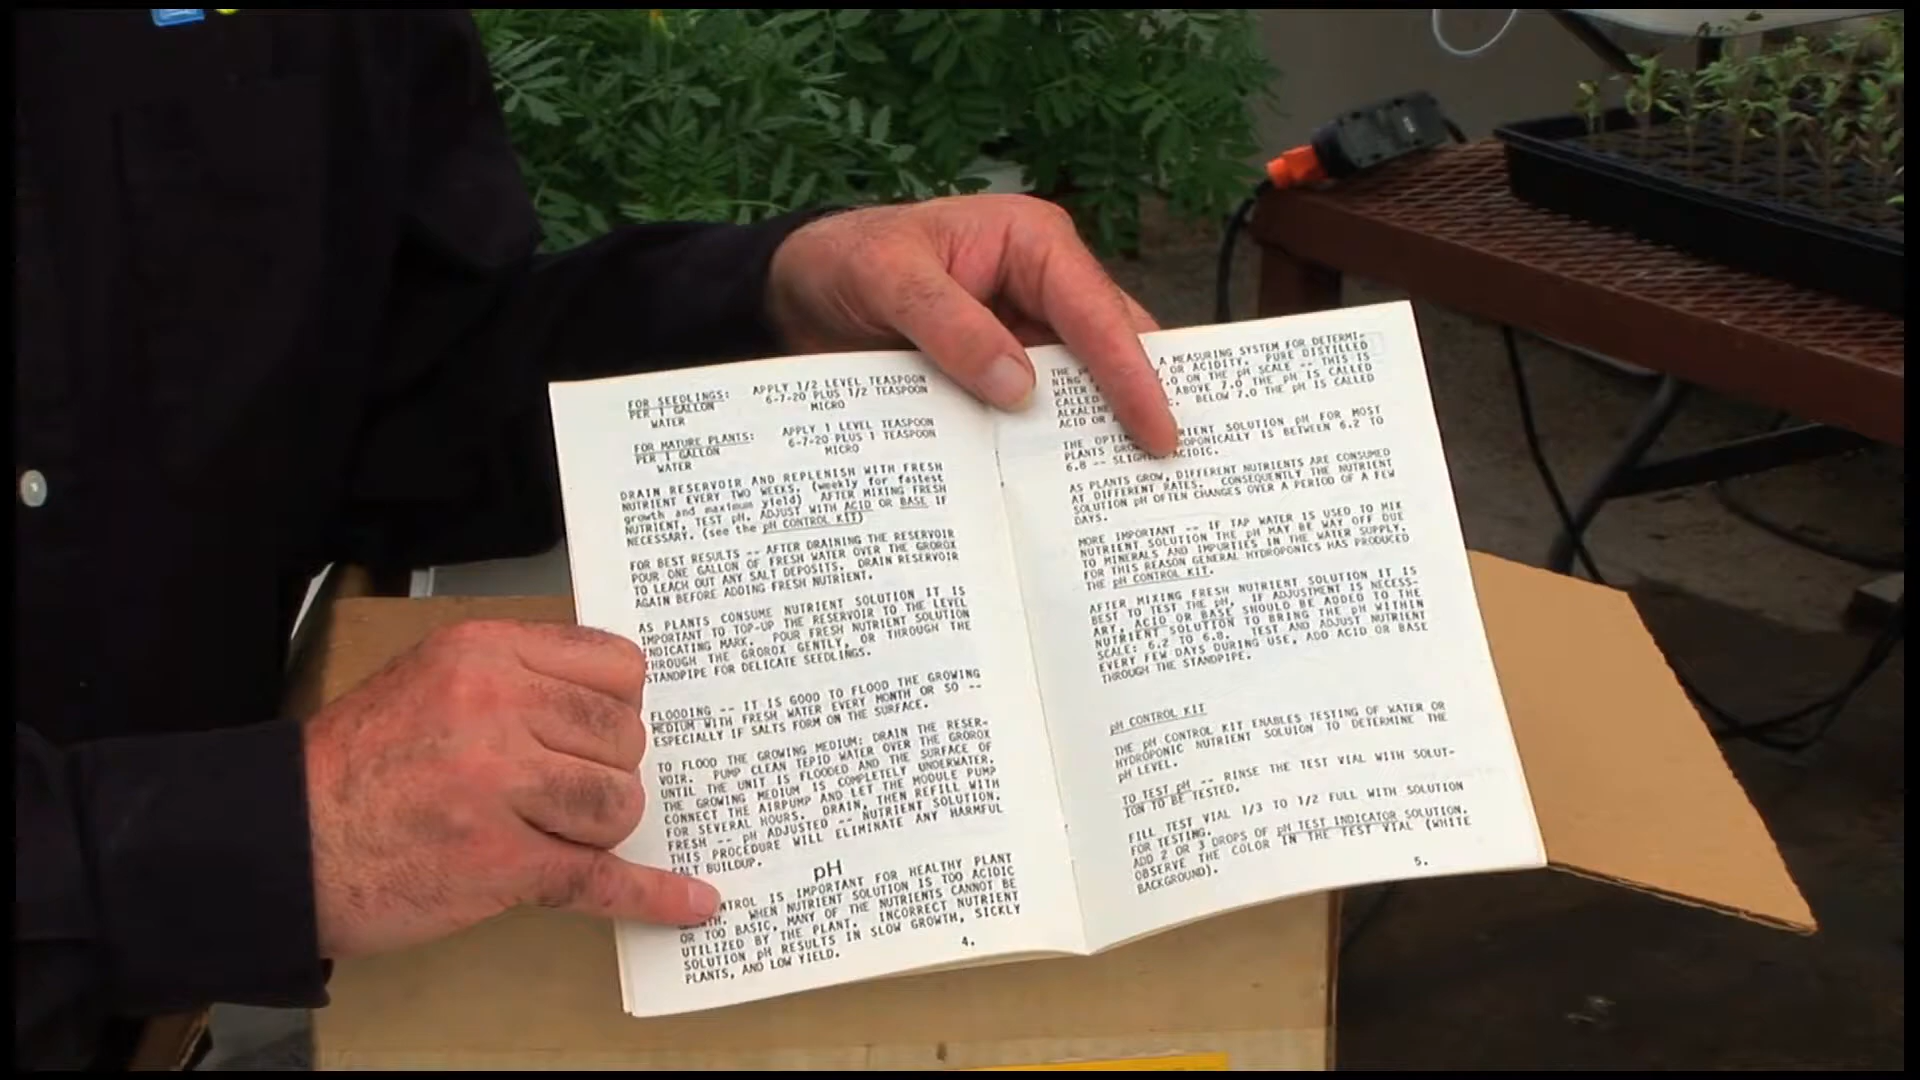 FOR SEEDLINGS: APPLY 1/2 LEVEL TEASPOON
PER 1 GALLON 6-7-20 PLUS 1/2 TEASPOON
WATER MICRO
FOR MATURE PLANTS: APPLY 1 LEVEL TEASPOON
PER 1 GALLON 6-7-20 PLUS 1 TEASPOON
WATER MICRO
DRAIN RESERVOIR AND REPLENISH WITH FRESH
NUTRIENT EVERY TWO WEEKS. (weekly for fastest
growth and maximum yield) AFTER MIXING FRESH
NUTRIENT, TEST pH. ADJUST WITH ACID OR BASE IF
NECESSARY. (see the pH CONTROL KIT)
FOR BEST RESULTS -- AFTER DRAINING THE RESERVOIR
POUR ONE GALLON OF FRESH WATER OVER THE GROROX
TO LEACH OUT ANY SALT DEPOSITS. DRAIN RESERVOIR
AGAIN BEFORE ADDING FRESH NUTRIENT.
AS PLANTS CONSUME NUTRIENT SOLUTION IT IS
IMPORTANT TO TOP-UP THE RESERVOIR TO THE LEVEL
INDICATING MARK. POUR FRESH NUTRIENT SOLUTION
THROUGH THE GROROX GENTLY, OR THROUGH THE
STANDPIPE FOR DELICATE SEEDLINGS.
FLOODING -- IT IS GOOD TO FLOOD THE GROWING
MEDIUM WITH FRESH WATER EVERY MONTH OR SO --
ESPECIALLY IF SALTS FORM ON THE SURFACE.
TO FLOOD THE GROWING MEDIUM: DRAIN THE RESER-
VOIR. PUMP CLEAN TEPID WATER OVER THE GROROX
UNTIL THE UNIT IS FLOODED AND THE SURFACE OF
THE GROWING MEDIUM IS COMPLETELY UNDERWATER.
CONNECT THE AIRPUMP AND LET THE MODULE PUMP
FOR SEVERAL HOURS. DRAIN, THEN REFILL WITH
FRESH -- pH ADJUSTED -- NUTRIENT SOLUTION.
THIS PROCEDURE WILL ELIMINATE ANY HARMFUL
SALT BUILDUP.
pH
NTROL IS IMPORTANT FOR HEALTHY PLANT
WHEN NUTRIENT SOLUTION IS TOO ACIDIC
OR TOO BASIC, MANY OF THE NUTRIENTS CANNOT BE
UTILIZED BY THE PLANT. INCORRECT NUTRIENT
SOLUTION pH RESULTS IN SLOW GROWTH, SICKLY
PLANTS, AND LOW YIELD.
4.
THE A MEASURING SYSTEM FOR DETERMI-
NING OR ACIDITY. PURE DISTILLED
WATER 7.0 ON THE pH SCALE -- THIS IS
CALLED ABOVE 7.0 THE pH IS CALLED
ALKALINE BELOW 7.0 THE pH IS CALLED
ACID OR
THE OPTI RIENT SOLUTION pH FOR MOST
PLANTS GRO ROPONICALLY IS BETWEEN 6.2 TO
6.8 -- SLIGH ACIDIC.
AS PLANTS GROW, DIFFERENT NUTRIENTS ARE CONSUMED
AT DIFFERENT RATES. CONSEQUENTLY THE NUTRIENT
SOLUTION pH OFTEN CHANGES OVER A PERIOD OF A FEW
DAYS.
MORE IMPORTANT -- IF TAP WATER IS USED TO MIX
NUTRIENT SOLUTION THE pH MAY BE WAY OFF DUE
TO MINERALS AND IMPURTIES IN THE WATER SUPPLY.
FOR THIS REASON GENERAL HYDROPONICS HAS PRODUCED
THE pH CONTROL KIT.
AFTER MIXING FRESH NUTRIENT SOLUTION IT IS
BEST TO TEST THE pH. IF ADJUSTMENT IS NECESS-
ARY, ACID OR BASE SHOULD BE ADDED TO THE
NUTRIENT SOLUTION TO BRING THE pH WITHIN
SCALE: 6.2 TO 6.8. TEST AND ADJUST NUTRIENT
EVERY FEW DAYS DURING USE, ADD ACID OR BASE
THROUGH THE STANDPIPE.
pH CONTROL KIT
THE pH CONTROL KIT ENABLES TESTING OF WATER OR
HYDROPONIC NUTRIENT SOLUION TO DETERMINE THE
pH LEVEL.
TO TEST pH -- RINSE THE TEST VIAL WITH SOLUT-
ION TO BE TESTED.
FILL TEST VIAL 1/3 TO 1/2 FULL WITH SOLUTION
FOR TESTING.
ADD 2 OR 3 DROPS OF pH TEST INDICATOR SOLUTION.
OBSERVE THE COLOR IN THE TEST VIAL (WHITE
BACKGROUND).
5.